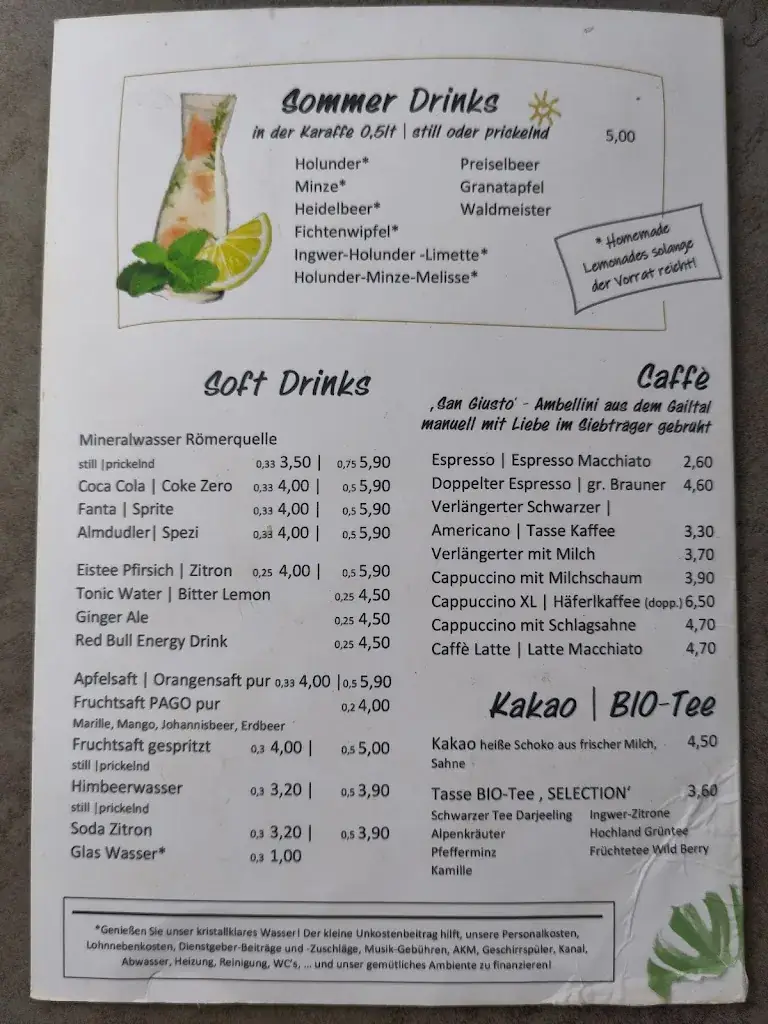 Sommer Drinks
in der Karaffe 0,5lt | still oder prickelnd 5,00
Holunder* Preiselbeer
Minze* Granatapfel
Heidelbeer* Waldmeister
Fichtenwipfel*
Ingwer-Holunder -Limette*
Holunder-Minze-Melisse*
* Homemade
Lemonades solange
der Vorrat reicht!
Soft Drinks
Mineralwasser Römerquelle
still |prickelnd 0,33 3,50 | 0,75 5,90
Coca Cola | Coke Zero 0,33 4,00 | 0,5 5,90
Fanta | Sprite 0,33 4,00 | 0,5 5,90
Almdudler| Spezi 0,33 4,00 | 0,5 5,90
Eistee Pfirsich | Zitron 0,25 4,00 | 0,5 5,90
Tonic Water | Bitter Lemon 0,25 4,50
Ginger Ale 0,25 4,50
Red Bull Energy Drink 0,25 4,50
Apfelsaft | Orangensaft pur 0,33 4,00 |0,5 5,90
Fruchtsaft PAGO pur 0,2 4,00
Marille, Mango, Johannisbeer, Erdbeer
Fruchtsaft gespritzt 0,3 4,00 | 0,5 5,00
still |prickelnd
Himbeerwasser 0,3 3,20 | 0,5 3,90
still |prickelnd
Soda Zitron 0,3 3,20 | 0,5 3,90
Glas Wasser* 0,3 1,00
Caffè
‚San Giusto' - Ambellini aus dem Gailtal
manuell mit Liebe im Siebträger gebrüht
Espresso | Espresso Macchiato 2,60
Doppelter Espresso | gr. Brauner 4,60
Verlängerter Schwarzer |
Americano | Tasse Kaffee 3,30
Verlängerter mit Milch 3,70
Cappuccino mit Milchschaum 3,90
Cappuccino XL | Häferlkaffee (dopp.) 6,50
Cappuccino mit Schlagsahne 4,70
Caffè Latte | Latte Macchiato 4,70
Kakao | BIO-Tee
Kakao heiße Schoko aus frischer Milch, 4,50
Sahne
Tasse BIO-Tee ‚ SELECTION' 3,60
Schwarzer Tee Darjeeling Ingwer-Zitrone
Alpenkräuter Hochland Grüntee
Pfefferminz Früchtetee Wild Berry
Kamille
*Genießen Sie unser kristallklares Wasser! Der kleine Unkostenbeitrag hilft, unsere Personalkosten,
Lohnnebenkosten, Dienstgeber-Beiträge und -Zuschläge, Musik-Gebühren, AKM, Geschirrspüler, Kanal,
Abwasser, Heizung, Reinigung, WC's, ... und unser gemütliches Ambiente zu finanzieren!